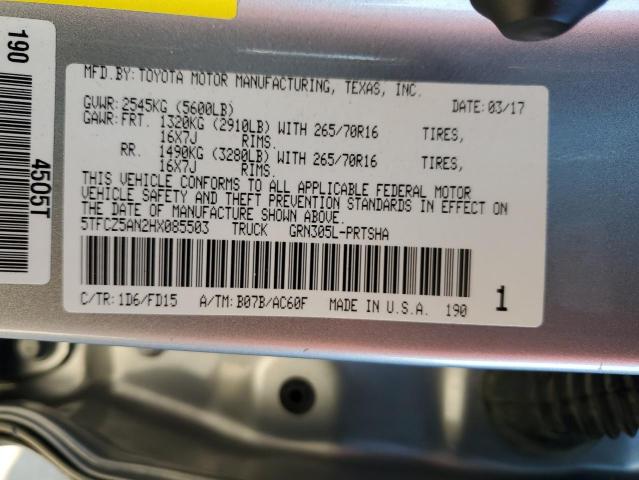 MFD.BY: TOYOTA MOTOR MANUFACTURING, TEXAS, INC.
GVWR: 2545KG (5600LB) DATE: 03/17
GAWR: FRT. 1320KG (2910LB) WITH 265/70R16 TIRES,
16X7J RIMS.
RR. 1490KG (3280LB) WITH 265/70R16 TIRES,
16X7J RIMS.
THIS VEHICLE CONFORMS TO ALL APPLICABLE FEDERAL MOTOR
VEHICLE SAFETY AND THEFT PREVENTION STANDARDS IN EFFECT ON
THE DATE OF MANUFACTURE SHOWN ABOVE.
5TFCZ5AN2HX085503 TRUCK GRN305L-PRTSHA
C/TR: 1D6/FD15 A/TM: B07B/AC60F MADE IN U.S.A. 190 1
190
4505T